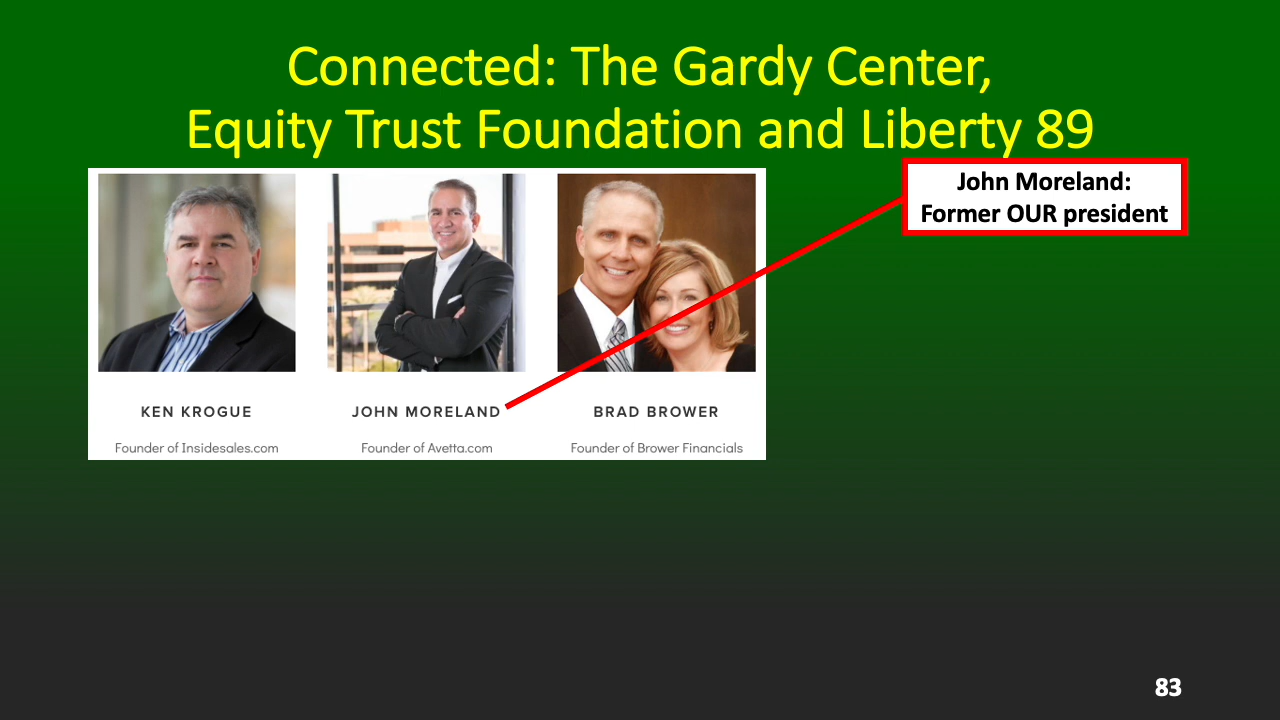 Connected: The Gardy Center,
Equity Trust Foundation and Liberty 89
John Moreland:
Former OUR president
KEN KROGUE
JOHN MORELAND
BRAD BROWER
Founder of Insidesales.com
Founder of Avetta.com
Founder of Brower Financials
83